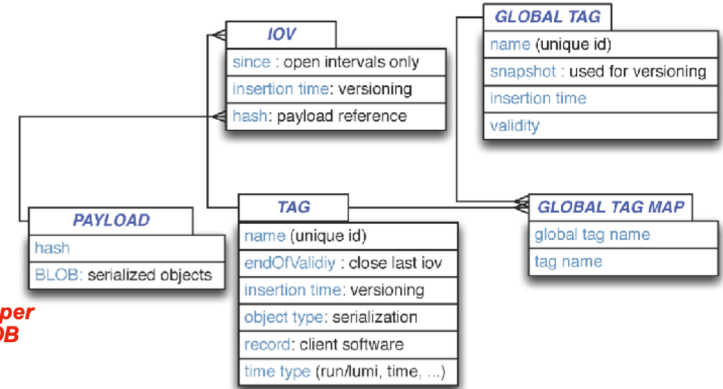 IOV
since : open intervals only
insertion time: versioning
hash: payload reference
GLOBAL TAG
name (unique id)
snapshot : used for versioning
insertion time
validity
PAYLOAD
hash
BLOB: serialized objects
TAG
name (unique id)
endOfValidiy : close last iov
insertion time: versioning
object type: serialization
record: client software
time type (run/lumi, time, ...)
GLOBAL TAG MAP
global tag name
tag name
per